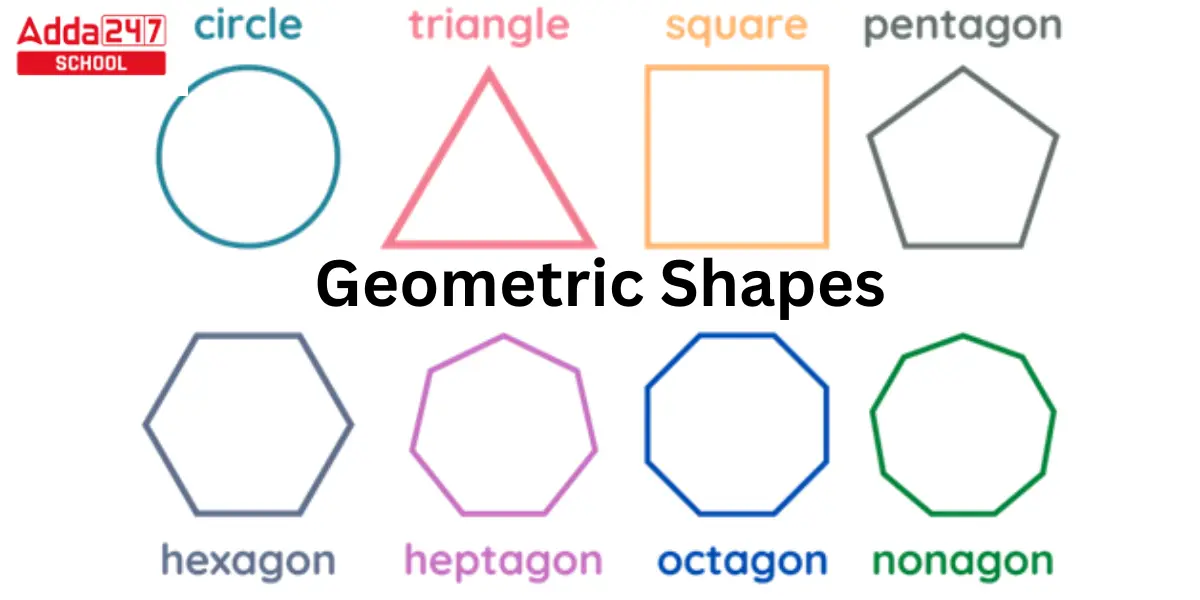 Adda247
SCHOOL
circle
triangle
square
pentagon
Geometric Shapes
hexagon
heptagon
octagon
nonagon